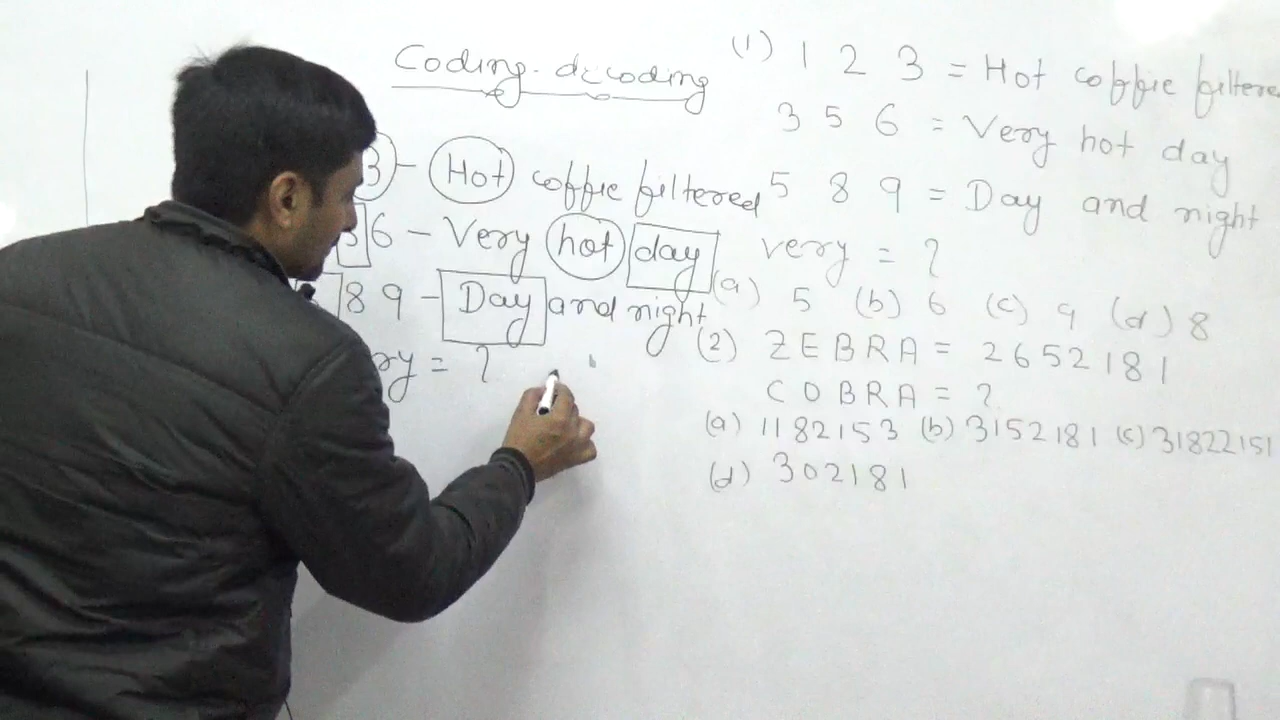 Coding-decoding
3 - Hot coffie filtered
6 - Very hot day
8 9 - Day and night
ry = ?
(1) 1 2 3 = Hot coffie filtered
3 5 6 = Very hot day
5 8 9 = Day and night
very = ?
(a) 5 (b) 6 (c) 9 (d) 8
(2) ZEBRA = 2652181
COBRA = ?
(a) 1182153 (b) 3152181 (c) 31822151
(d) 302181